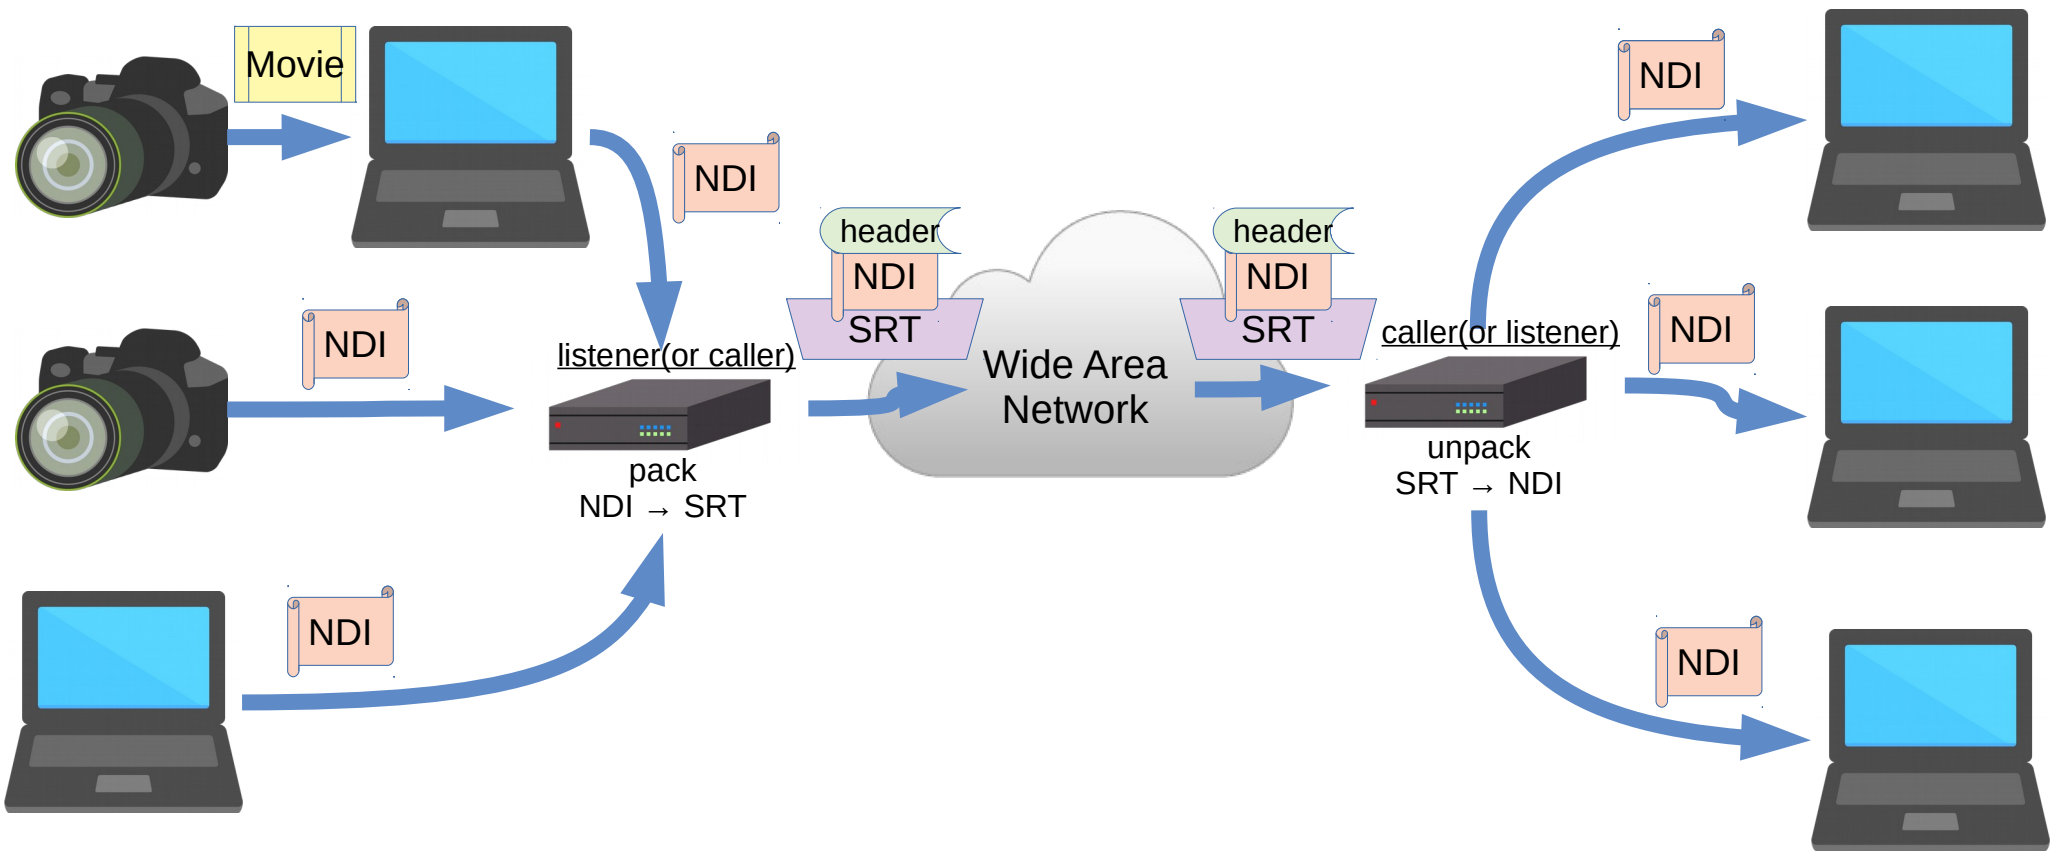 Movie
NDI
NDI
NDI
listener(or caller)
pack
NDI → SRT
header
NDI
SRT
Wide Area
Network
header
NDI
SRT
caller(or listener)
unpack
SRT → NDI
NDI
NDI
NDI